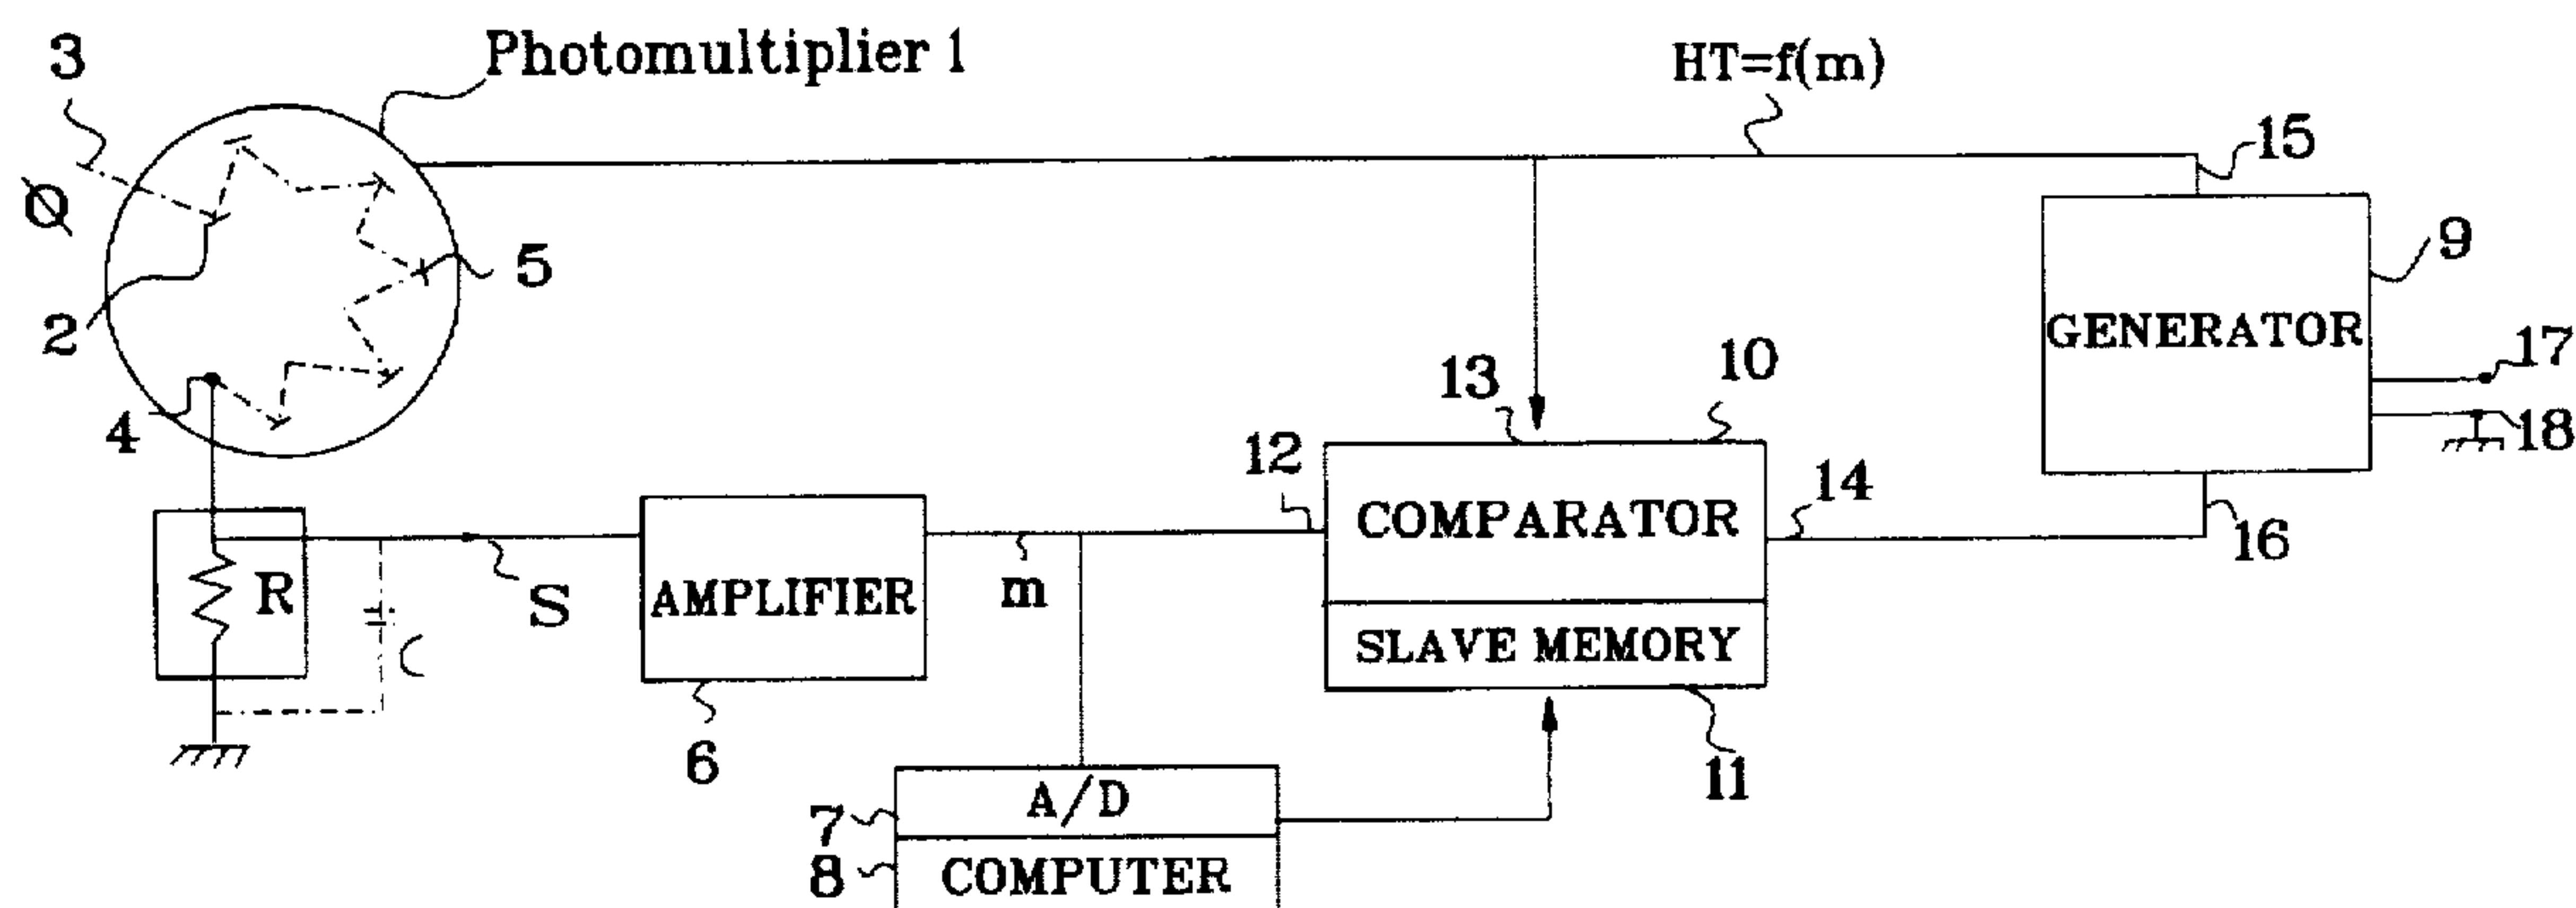 3
Photomultiplier 1
HT=f(m)
15
Ø
9
5
2
GENERATOR
17
13
10
18
4
12
14
COMPARATOR
16
R
S
AMPLIFIER
m
C
SLAVE MEMORY
6
11
7
A/D
8
COMPUTER